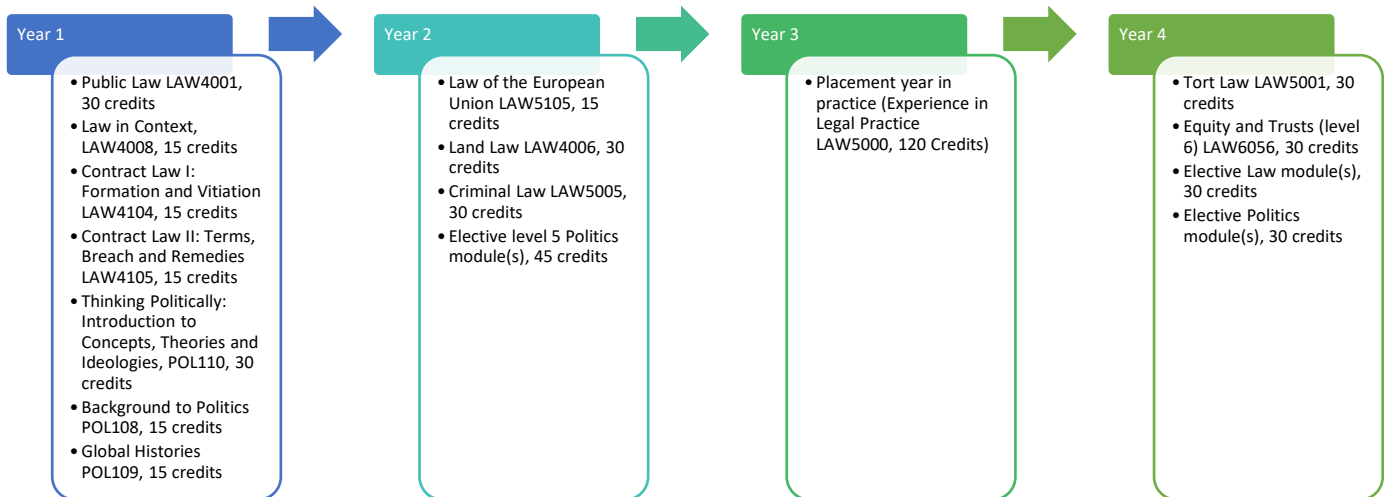 Year 1
• Public Law LAW4001,
30 credits
• Law in Context,
LAW4008, 15 credits
• Contract Law I:
Formation and Vitiation
LAW4104, 15 credits
• Contract Law II: Terms,
Breach and Remedies
LAW4105, 15 credits
• Thinking Politically:
Introduction to
Concepts, Theories and
Ideologies, POL110, 30
credits
• Background to Politics
POL108, 15 credits
• Global Histories
POL109, 15 credits
Year 2
• Law of the European
Union LAW5105, 15
credits
• Land Law LAW4006, 30
credits
• Criminal Law LAW5005,
30 credits
• Elective level 5 Politics
module(s), 45 credits
Year 3
• Placement year in
practice (Experience in
Legal Practice
LAW5000, 120 Credits)
Year 4
• Tort Law LAW5001, 30
credits
• Equity and Trusts (level
6) LAW6056, 30 credits
• Elective Law module(s),
30 credits
• Elective Politics
module(s), 30 credits